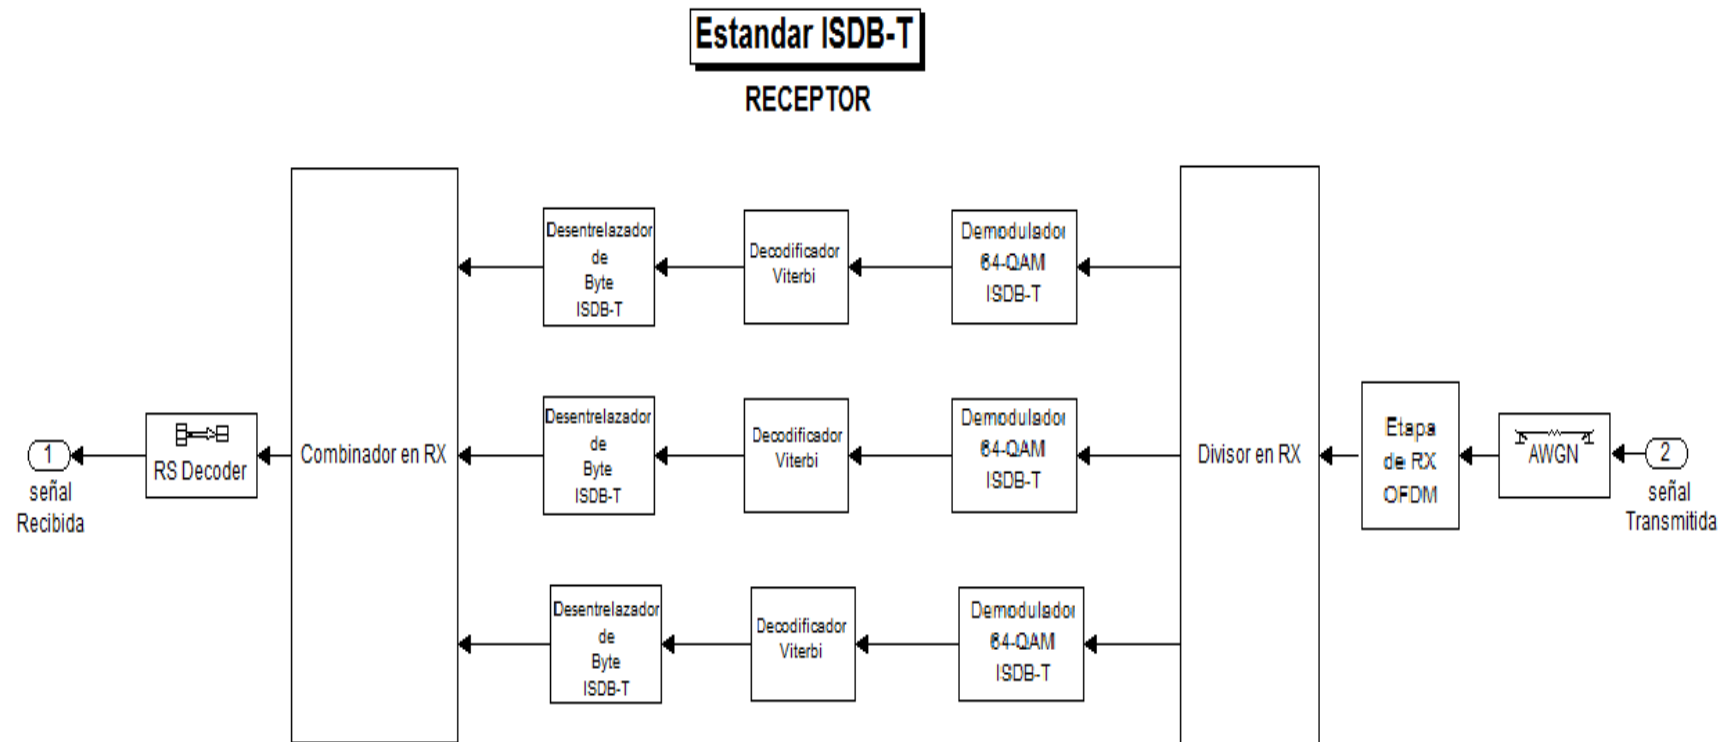 Estandar ISDB-T
RECEPTOR
Desentrelazador
de
Byte
ISDB-T
Decodificador
Viterbi
Demodulador
64-QAM
ISDB-T
Desentrelazador
de
Byte
ISDB-T
Decodificador
Viterbi
Demodulador
64-QAM
ISDB-T
Desentrelazador
de
Byte
ISDB-T
Decodificador
Viterbi
Demodulador
64-QAM
ISDB-T
1
señal
Recibida
RS Decoder
Combinador en RX
Divisor en RX
Etapa
de RX
OFDM
AWGN
2
señal
Transmitida